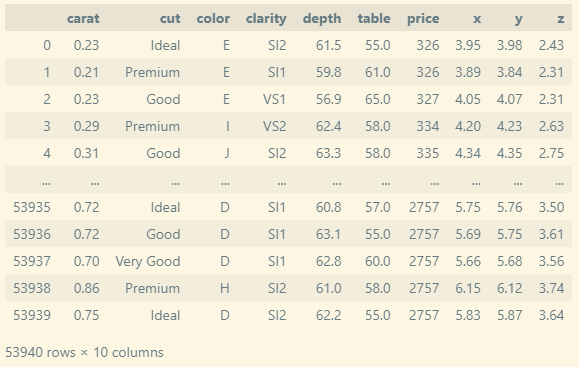 carat cut color clarity depth table price x y z
0 0.23 Ideal E SI2 61.5 55.0 326 3.95 3.98 2.43
1 0.21 Premium E SI1 59.8 61.0 326 3.89 3.84 2.31
2 0.23 Good E VS1 56.9 65.0 327 4.05 4.07 2.31
3 0.29 Premium I VS2 62.4 58.0 334 4.20 4.23 2.63
4 0.31 Good J SI2 63.3 58.0 335 4.34 4.35 2.75
... ... ... ... ... ... ... ... ... ... ...
53935 0.72 Ideal D SI1 60.8 57.0 2757 5.75 5.76 3.50
53936 0.72 Good D SI1 63.1 55.0 2757 5.69 5.75 3.61
53937 0.70 Very Good D SI1 62.8 60.0 2757 5.66 5.68 3.56
53938 0.86 Premium H SI2 61.0 58.0 2757 6.15 6.12 3.74
53939 0.75 Ideal D SI2 62.2 55.0 2757 5.83 5.87 3.64
53940 rows × 10 columns